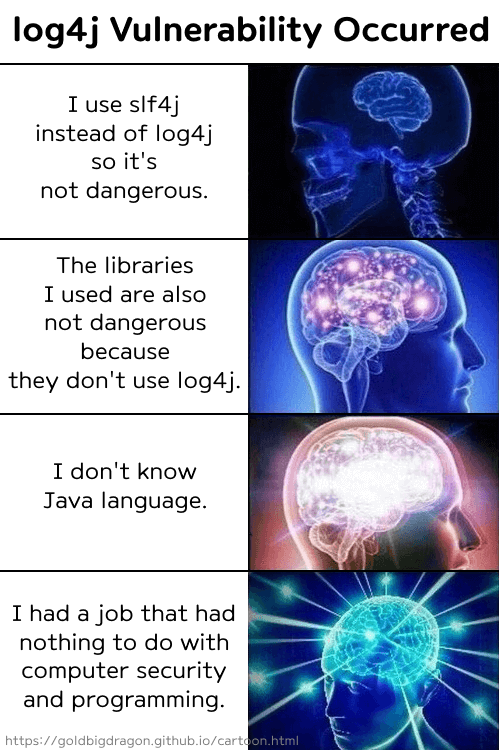 log4j Vulnerability Occurred
I use slf4j
instead of log4j
so it's
not dangerous.
The libraries
I used are also
not dangerous
because
they don't use log4j.
I don't know
Java language.
I had a job that had
nothing to do with
computer security
and programming.
https://goldbigdragon.github.io/cartoon.html